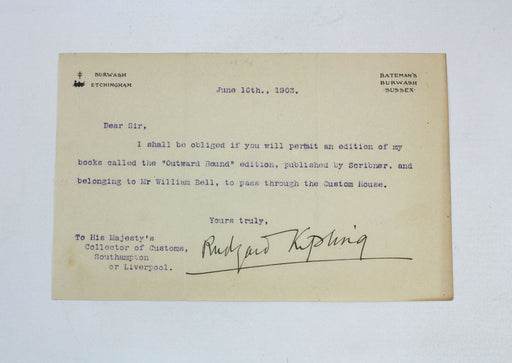 BURWASH
ETCHINGHAM
BATEMAN'S
BURWASH
SUSSEX
June 10th., 1903.
Dear Sir,
I shall be obliged if you will permit an edition of my
books called the "Outward Bound" edition, published by Scribner, and
belonging to Mr William Bell, to pass through the Custom House.
Yours truly,
To His Majesty's
Collector of Customs,
Southampton
or Liverpool.
Rudyard Kipling